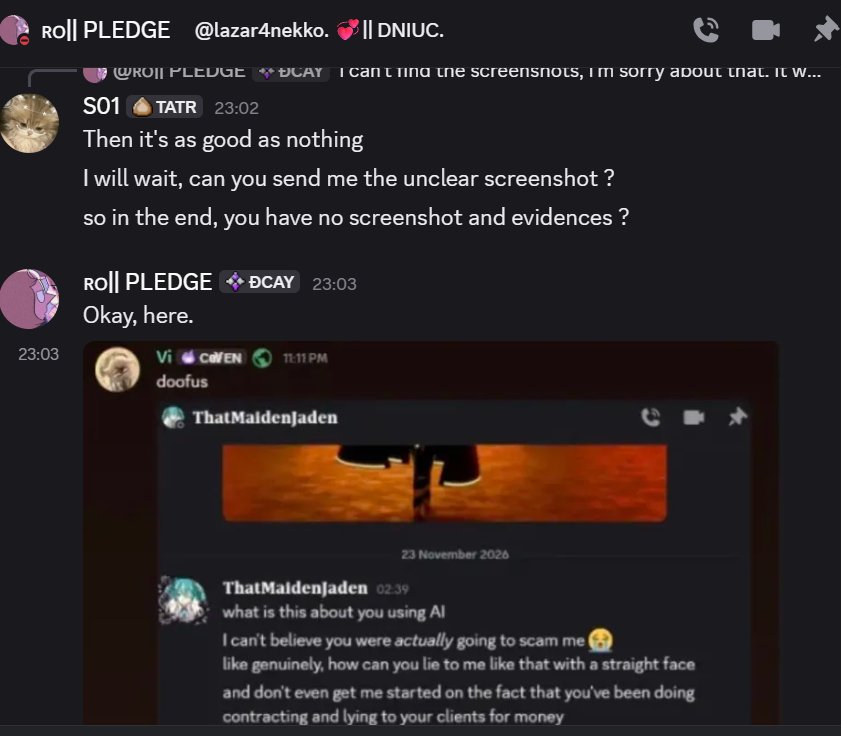 ʀᴏ|| PLEDGE @lazar4nekko. 💞 || DNIUC.
@ʀᴏ|| PLEDGE ÐCAY I can't find the screenshots, I'm sorry about that. It w...
S01 TATR 23:02
Then it's as good as nothing
I will wait, can you send me the unclear screenshot ?
so in the end, you have no screenshot and evidences ?
ʀᴏ|| PLEDGE ÐCAY 23:03
Okay, here.
23:03
Vi 11:11 PM
doofus
ThatMaidenJaden
23 November 2026
ThatMaidenJaden 02:39
what is this about you using AI
I can't believe you were actually going to scam me 😭
like genuinely, how can you lie to me like that with a straight face
and don't even get me started on the fact that you've been doing
contracting and lying to your clients for money